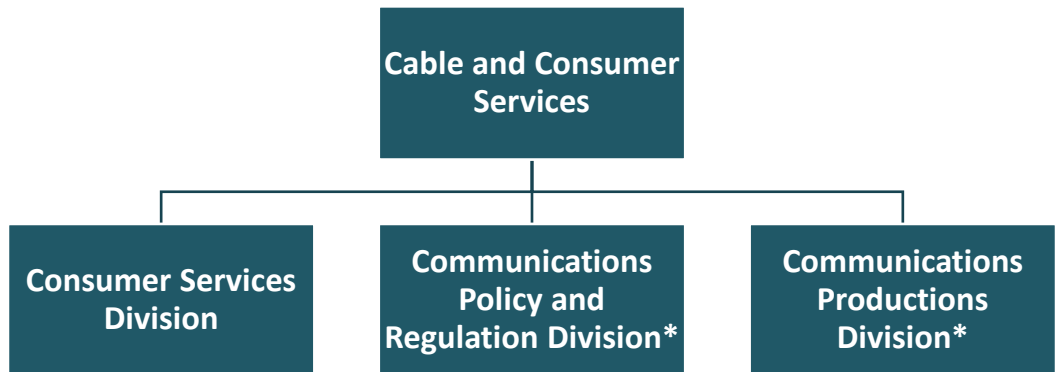 Cable and Consumer
Services
Consumer Services
Division
Communications
Policy and
Regulation Division*
Communications
Productions
Division*